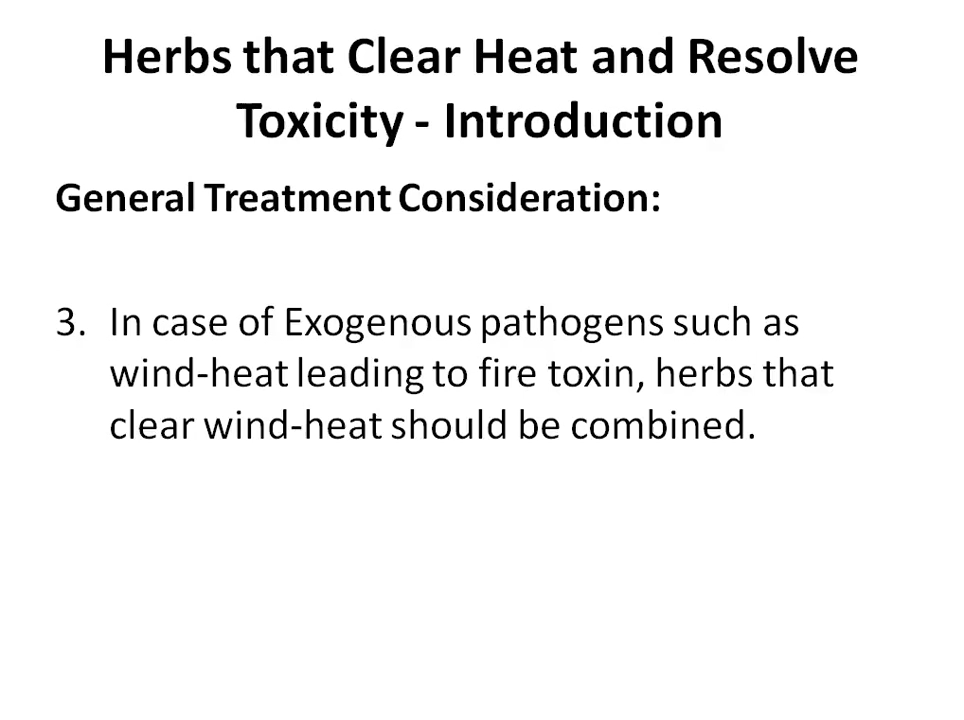 Herbs that Clear Heat and Resolve
Toxicity - Introduction
General Treatment Consideration:
3. In case of Exogenous pathogens such as
wind-heat leading to fire toxin, herbs that
clear wind-heat should be combined.